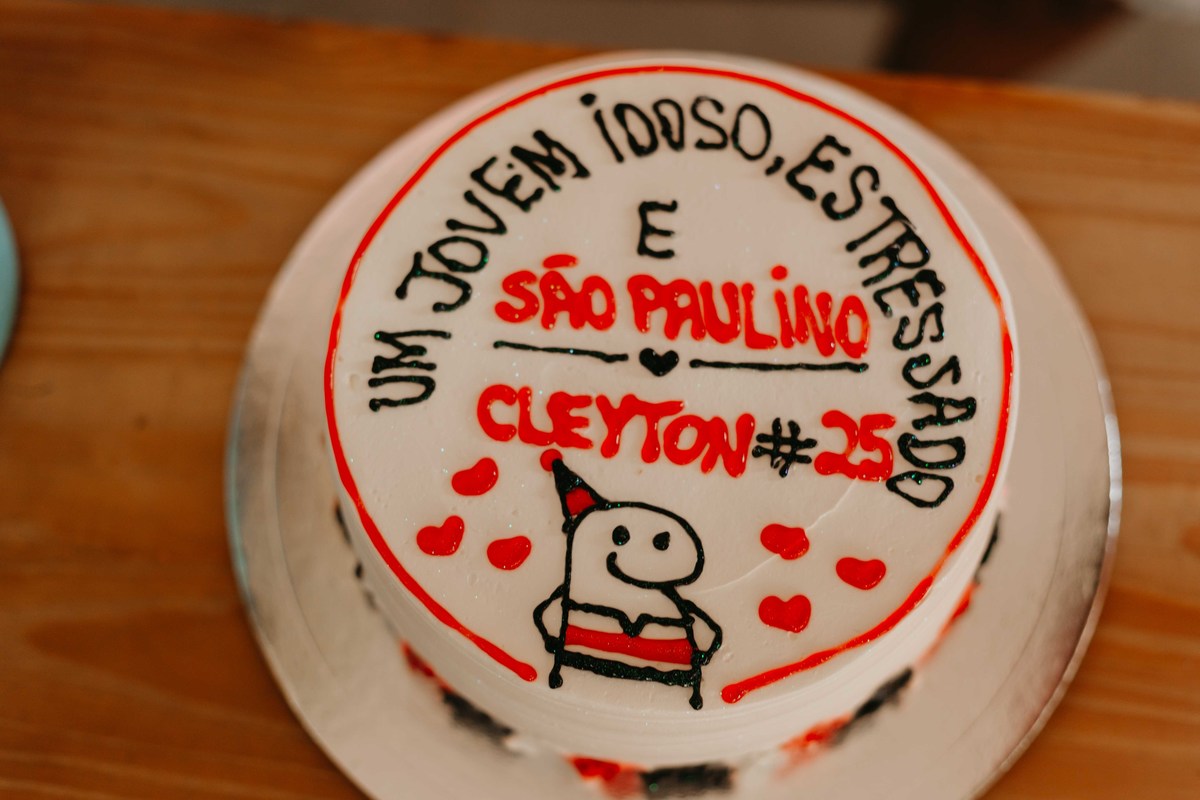 UM JOVEM IDOSO, ESTRESSADO
E
SÃO PAULINO
CLEYTON #25